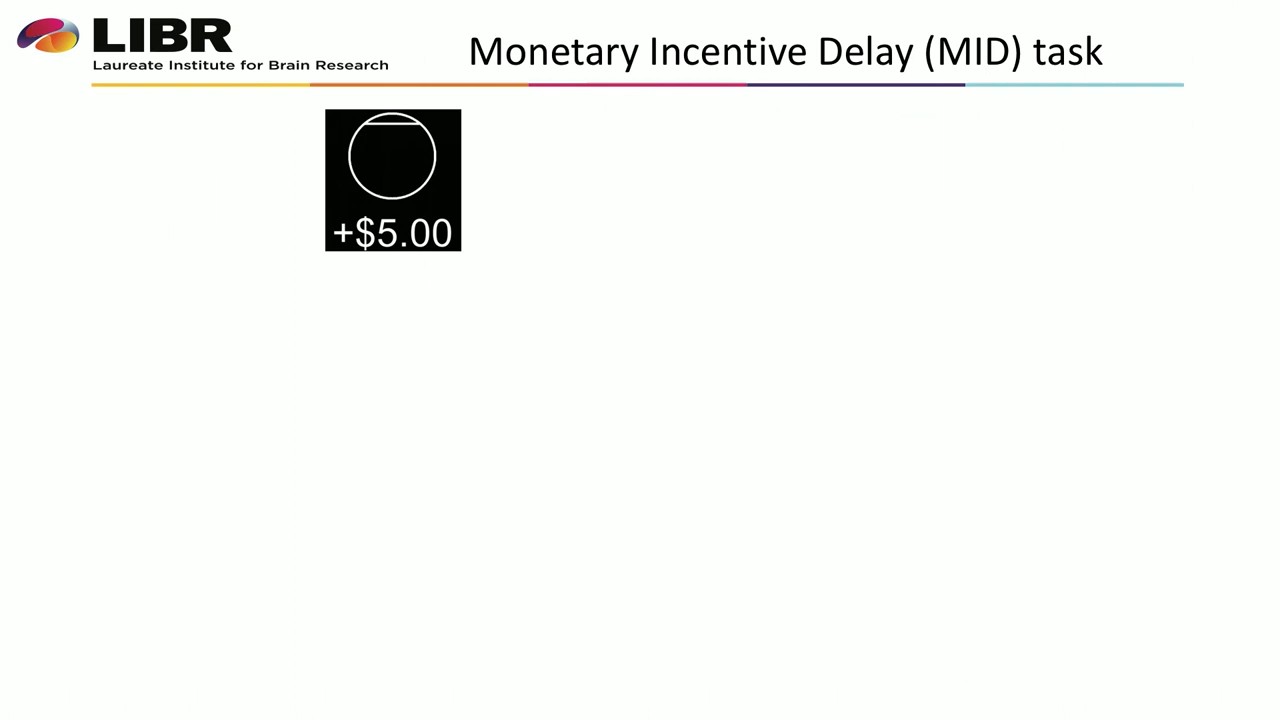 LIBR
Laureate Institute for Brain Research
Monetary Incentive Delay (MID) task
+$5.00